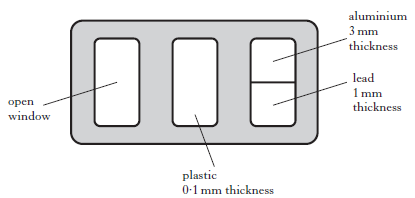 aluminium
3 mm
thickness
lead
1 mm
thickness
open
window
plastic
0·1 mm thickness